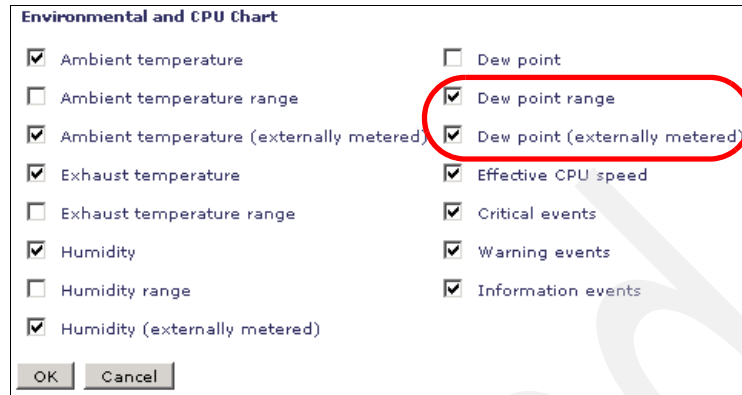 Environmental and CPU Chart
Ambient temperature
Ambient temperature range
Ambient temperature (externally metered)
Exhaust temperature
Exhaust temperature range
Humidity
Humidity range
Humidity (externally metered)
Dew point
Dew point range
Dew point (externally metered)
Effective CPU speed
Critical events
Warning events
Information events
OK Cancel